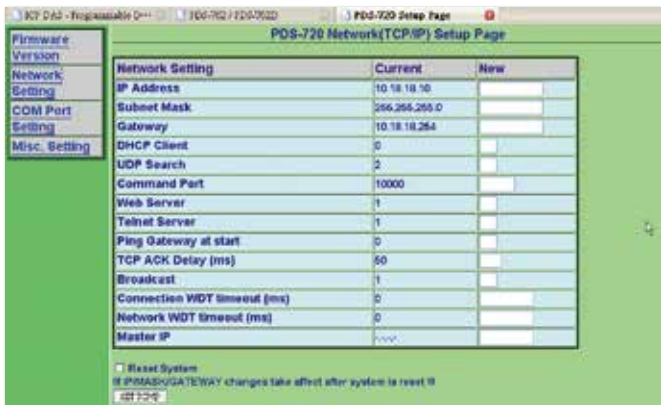 ICP DAS - Programmable
PDS-720 Setup Page
PDS-720 Network(TCP/IP) Setup Page
Firmware Version
Network Setting
COM Port Setting
Misc. Setting
Network Setting Current New
IP Address 10.18.18.10
Subnet Mask 255.255.255.0
Gateway 10.18.18.254
DHCP Client 0
UDP Search 2
Command Port 10000
Web Server 1
Telnet Server 1
Ping Gateway at start 0
TCP ACK Delay (ms) 50
Broadcast 1
Connection WDT timeout (ms) 0
Network WDT timeout (ms) 0
Master IP
Reset System
!!! IP/MASK/GATEWAY changes take affect after system is reset !!!